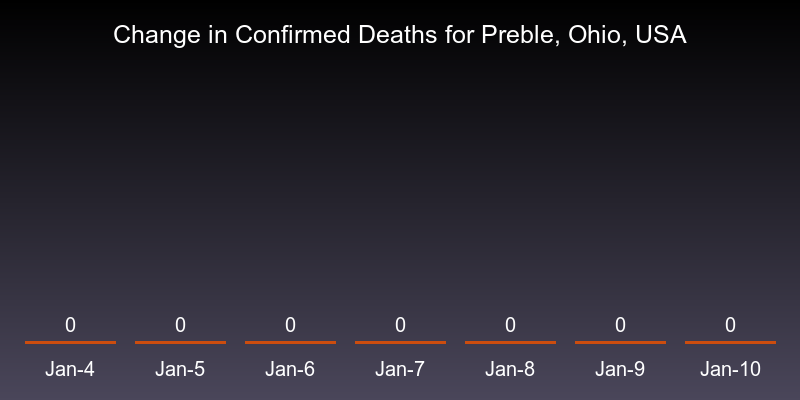 Change in Confirmed Deaths for Preble, Ohio, USA
0 0 0 0 0 0 0
Jan-4 Jan-5 Jan-6 Jan-7 Jan-8 Jan-9 Jan-10